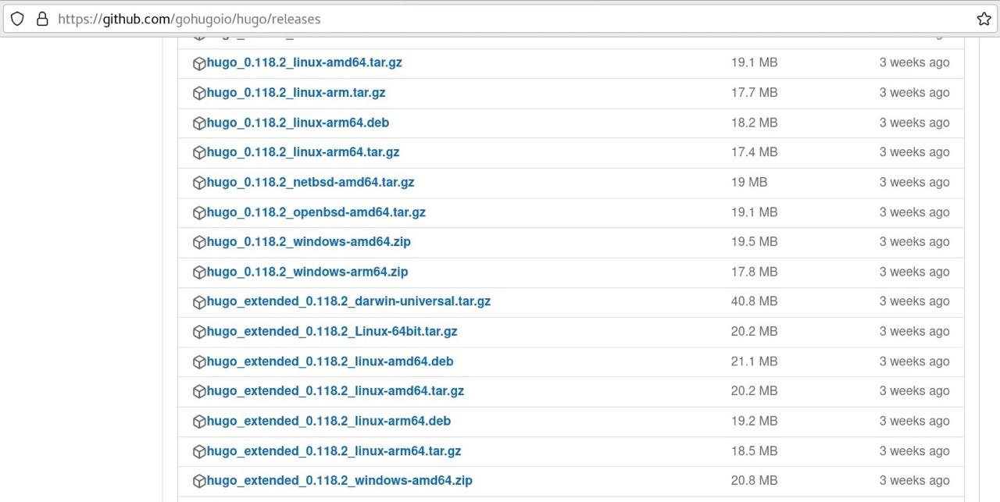 https://github.com/gohugoio/hugo/releases
hugo_0.118.2_linux-amd64.tar.gz 19.1 MB 3 weeks ago
hugo_0.118.2_linux-arm.tar.gz 17.7 MB 3 weeks ago
hugo_0.118.2_linux-arm64.deb 18.2 MB 3 weeks ago
hugo_0.118.2_linux-arm64.tar.gz 17.4 MB 3 weeks ago
hugo_0.118.2_netbsd-amd64.tar.gz 19 MB 3 weeks ago
hugo_0.118.2_openbsd-amd64.tar.gz 19.1 MB 3 weeks ago
hugo_0.118.2_windows-amd64.zip 19.5 MB 3 weeks ago
hugo_0.118.2_windows-arm64.zip 17.8 MB 3 weeks ago
hugo_extended_0.118.2_darwin-universal.tar.gz 40.8 MB 3 weeks ago
hugo_extended_0.118.2_Linux-64bit.tar.gz 20.2 MB 3 weeks ago
hugo_extended_0.118.2_linux-amd64.deb 21.1 MB 3 weeks ago
hugo_extended_0.118.2_linux-amd64.tar.gz 20.2 MB 3 weeks ago
hugo_extended_0.118.2_linux-arm64.deb 19.2 MB 3 weeks ago
hugo_extended_0.118.2_linux-arm64.tar.gz 18.5 MB 3 weeks ago
hugo_extended_0.118.2_windows-amd64.zip 20.8 MB 3 weeks ago